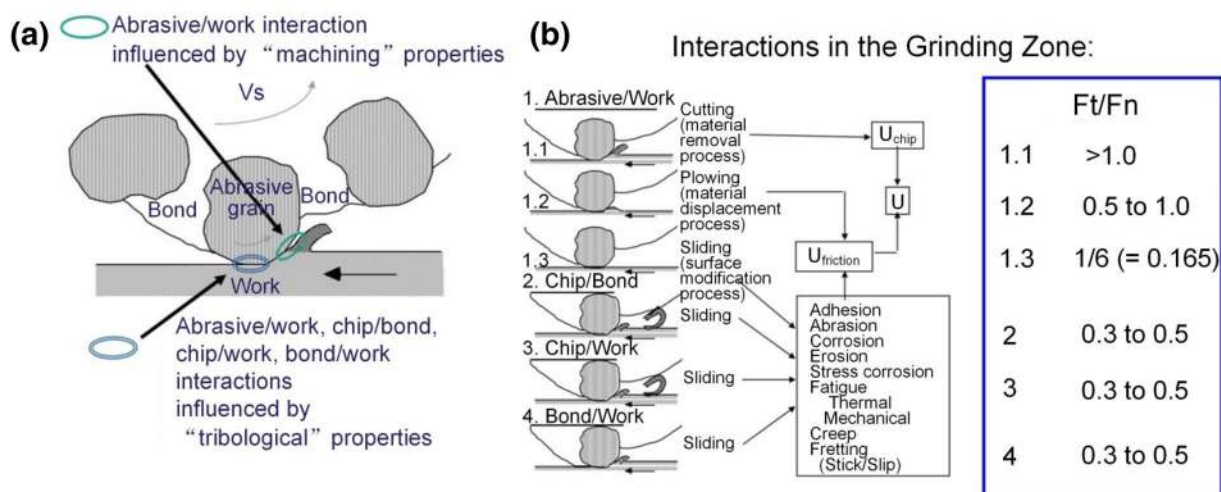 (a)
Abrasive/work interaction
influenced by “machining” properties
Vs
Bond
Abrasive
grain
Bond
Work
Abrasive/work, chip/bond,
chip/work, bond/work
interactions
influenced by
“tribological” properties
(b)
Interactions in the Grinding Zone:
1. Abrasive/Work
1.1
Cutting
(material
removal
process)
1.2
Plowing
(material
displacement
process)
1.3
Sliding
(surface
modification
process)
2. Chip/Bond
Sliding
3. Chip/Work
Sliding
4. Bond/Work
Sliding
Uchip
U
Ufriction
Adhesion
Abrasion
Corrosion
Erosion
Stress corrosion
Fatigue
Thermal
Mechanical
Creep
Fretting
(Stick/Slip)
Ft/Fn
1.1 >1.0
1.2 0.5 to 1.0
1.3 1/6 (= 0.165)
2 0.3 to 0.5
3 0.3 to 0.5
4 0.3 to 0.5